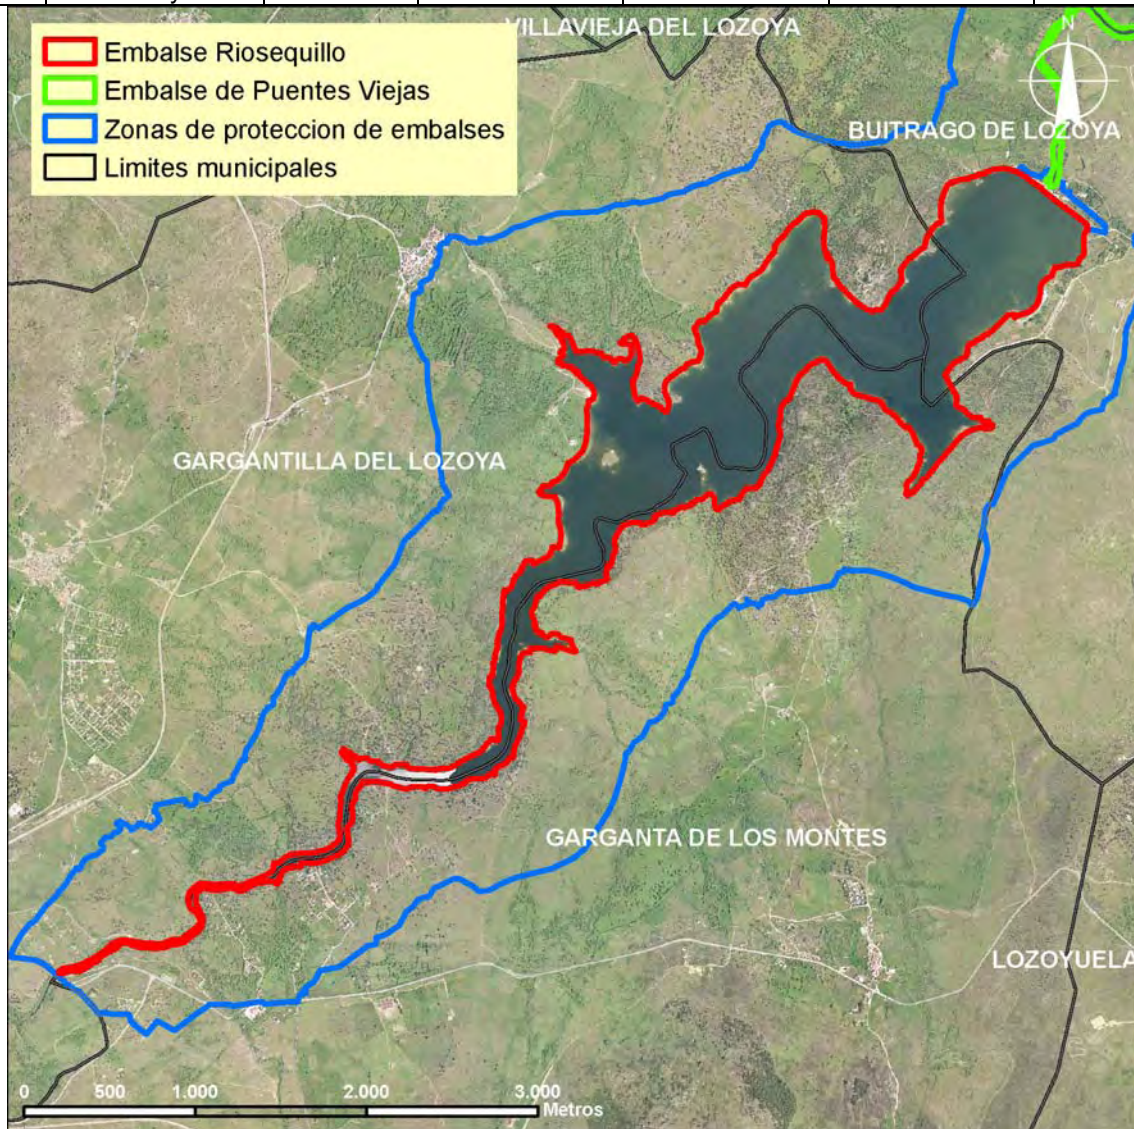 VILLAVIEJA DEL LOZOYA
Embalse Riosequillo
Embalse de Puentes Viejas
Zonas de proteccion de embalses
Limites municipales
N
BUITRAGO DE LOZOYA
GARGANTILLA DEL LOZOYA
GARGANTA DE LOS MONTES
LOZOYUELA
0 500 1.000 2.000 3.000
Metros